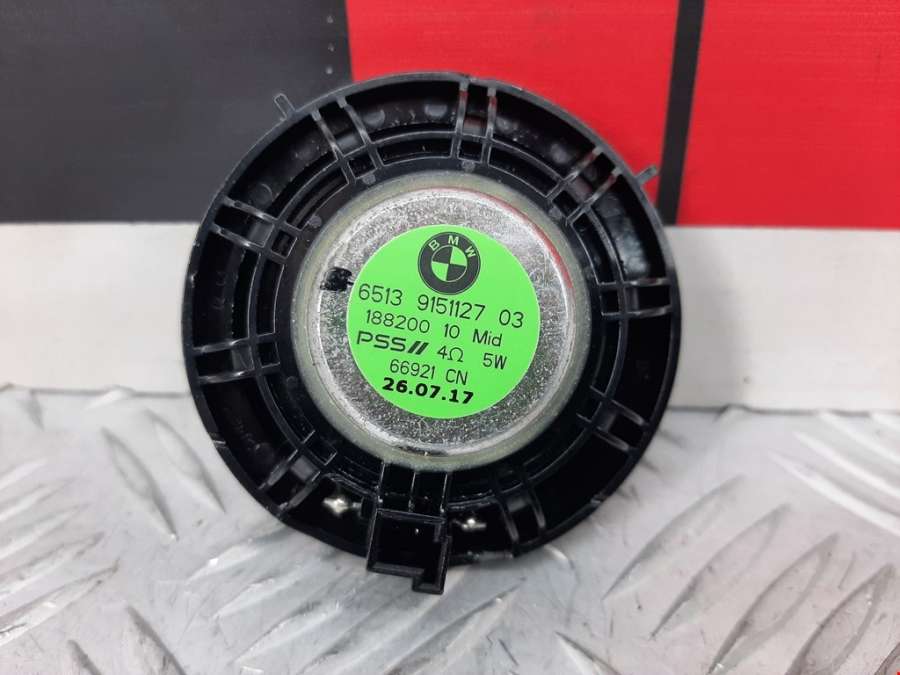 BMW
6513 9151127 03
188200 10 Mid
PSS// 4Ω 5W
66921 CN
26.07.17